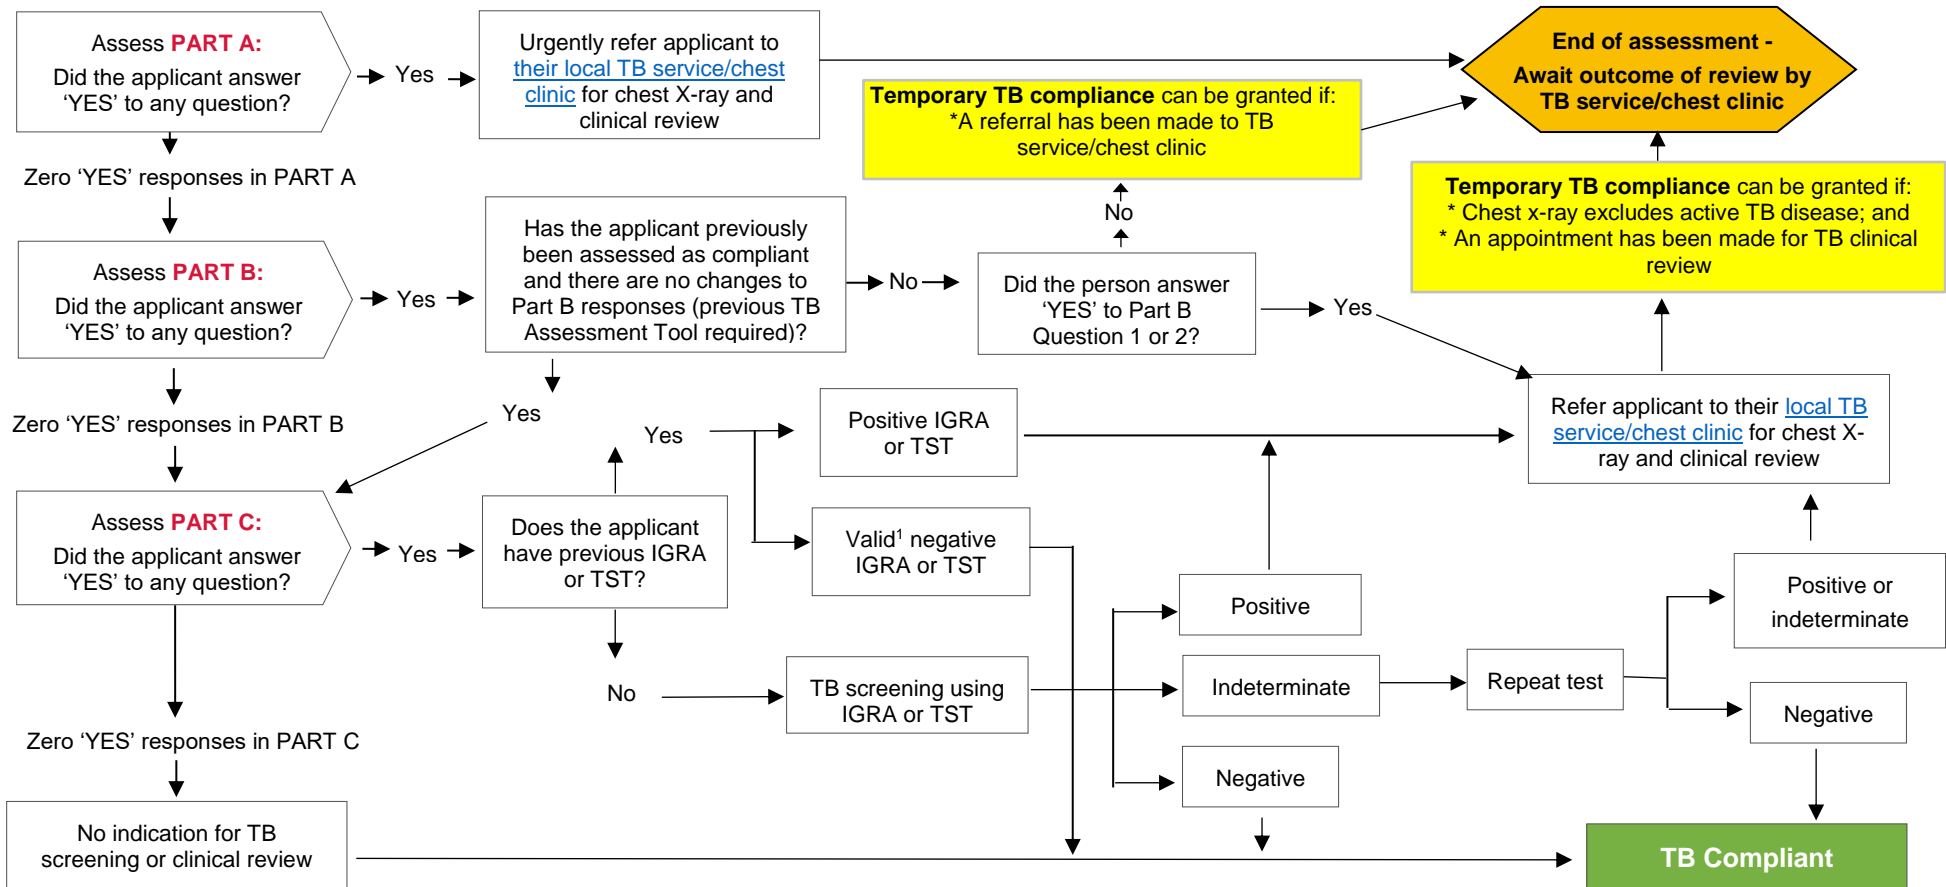 Assess PART A:
Did the applicant answer
‘YES’ to any question?
Yes
Urgently refer applicant to
their local TB service/chest
clinic for chest X-ray and
clinical review
End of assessment -
Await outcome of review by
TB service/chest clinic
Temporary TB compliance can be granted if:
*A referral has been made to TB
service/chest clinic
Zero ‘YES’ responses in PART A
Temporary TB compliance can be granted if:
* Chest x-ray excludes active TB disease; and
* An appointment has been made for TB clinical
review
Assess PART B:
Did the applicant answer
‘YES’ to any question?
Yes
Has the applicant previously
been assessed as compliant
and there are no changes to
Part B responses (previous TB
Assessment Tool required)?
No
Did the person answer
‘YES’ to Part B
Question 1 or 2?
No
Yes
Zero ‘YES’ responses in PART B
Yes
Refer applicant to their local TB
service/chest clinic for chest X-
ray and clinical review
Assess PART C:
Did the applicant answer
‘YES’ to any question?
Yes
Does the applicant
have previous IGRA
or TST?
Yes
Positive IGRA
or TST
Valid¹ negative
IGRA or TST
No
TB screening using
IGRA or TST
Positive
Indeterminate
Negative
Repeat test
Positive or
indeterminate
Negative
Zero ‘YES’ responses in PART C
No indication for TB
screening or clinical review
TB Compliant